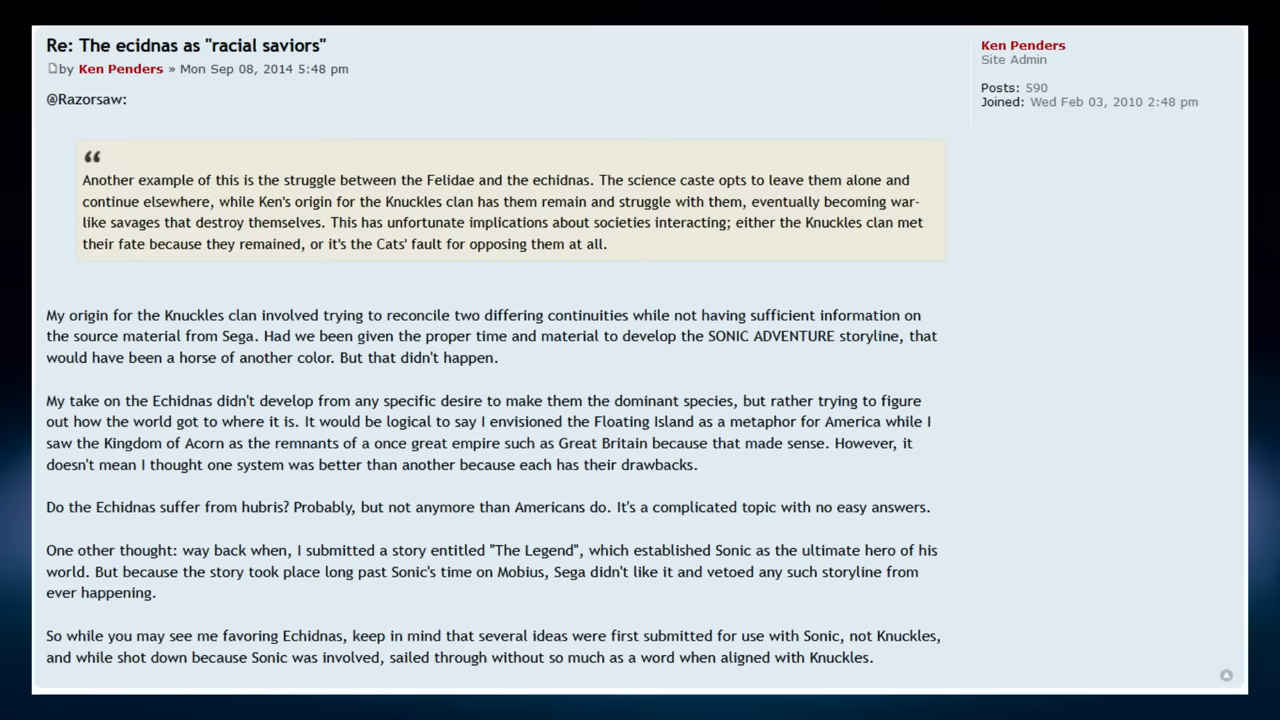 Re: The ecidnas as "racial saviors"
by Ken Penders » Mon Sep 08, 2014 5:48 pm
@Razorsaw:
“
Another example of this is the struggle between the Felidae and the echidnas. The science caste opts to leave them alone and
continue elsewhere, while Ken's origin for the Knuckles clan has them remain and struggle with them, eventually becoming war-
like savages that destroy themselves. This has unfortunate implications about societies interacting; either the Knuckles clan met
their fate because they remained, or it's the Cats' fault for opposing them at all.
My origin for the Knuckles clan involved trying to reconcile two differing continuities while not having sufficient information on
the source material from Sega. Had we been given the proper time and material to develop the SONIC ADVENTURE storyline, that
would have been a horse of another color. But that didn't happen.
My take on the Echidnas didn't develop from any specific desire to make them the dominant species, but rather trying to figure
out how the world got to where it is. It would be logical to say I envisioned the Floating Island as a metaphor for America while I
saw the Kingdom of Acorn as the remnants of a once great empire such as Great Britain because that made sense. However, it
doesn't mean I thought one system was better than another because each has their drawbacks.
Do the Echidnas suffer from hubris? Probably, but not anymore than Americans do. It's a complicated topic with no easy answers.
One other thought: way back when, I submitted a story entitled "The Legend", which established Sonic as the ultimate hero of his
world. But because the story took place long past Sonic's time on Mobius, Sega didn't like it and vetoed any such storyline from
ever happening.
So while you may see me favoring Echidnas, keep in mind that several ideas were first submitted for use with Sonic, not Knuckles,
and while shot down because Sonic was involved, sailed through without so much as a word when aligned with Knuckles.
Ken Penders
Site Admin
Posts: 590
Joined: Wed Feb 03, 2010 2:48 pm